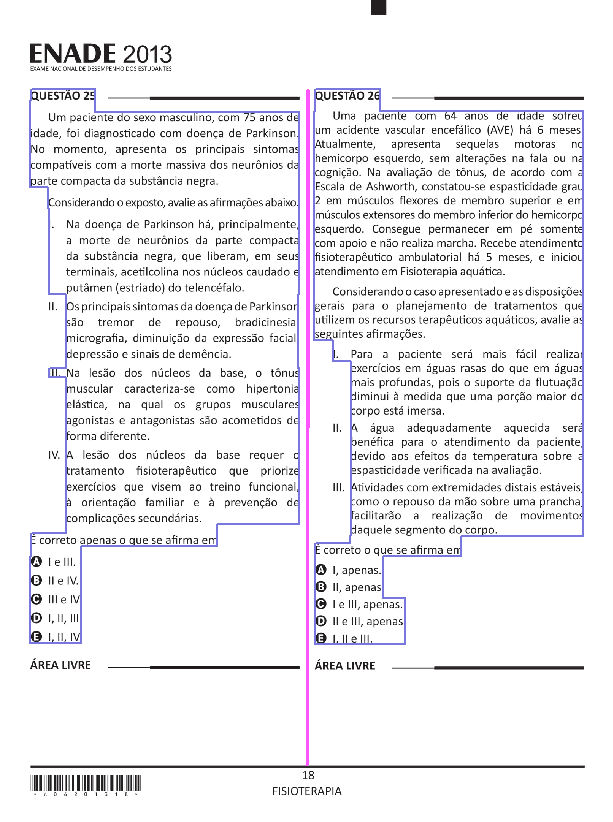 ENADE 2013
EXAME NACIONAL DE DESEMPENHO DOS ESTUDANTES
QUESTÃO 25
Um paciente do sexo masculino, com 75 anos de
idade, foi diagnosticado com doença de Parkinson.
No momento, apresenta os principais sintomas
compatíveis com a morte massiva dos neurônios da
parte compacta da substância negra.
Considerando o exposto, avalie as afirmações abaixo.
I. Na doença de Parkinson há, principalmente,
a morte de neurônios da parte compacta
da substância negra, que liberam, em seus
terminais, acetilcolina nos núcleos caudado e
putâmen (estriado) do telencéfalo.
II. Os principais sintomas da doença de Parkinson
são tremor de repouso, bradicinesia,
micrografia, diminuição da expressão facial,
depressão e sinais de demência.
III. Na lesão dos núcleos da base, o tônus
muscular caracteriza-se como hipertonia
elástica, na qual os grupos musculares
agonistas e antagonistas são acometidos de
forma diferente.
IV. A lesão dos núcleos da base requer o
tratamento fisioterapêutico que priorize
exercícios que visem ao treino funcional,
à orientação familiar e à prevenção de
complicações secundárias.
É correto apenas o que se afirma em
A I e III.
B II e IV.
C III e IV
D I, II, III
E I, II, IV
ÁREA LIVRE
QUESTÃO 26
Uma paciente com 64 anos de idade sofreu
um acidente vascular encefálico (AVE) há 6 meses.
Atualmente, apresenta sequelas motoras no
hemicorpo esquerdo, sem alterações na fala ou na
cognição. Na avaliação de tônus, de acordo com a
Escala de Ashworth, constatou-se espasticidade grau
2 em músculos flexores de membro superior e em
músculos extensores do membro inferior do hemicorpo
esquerdo. Consegue permanecer em pé somente
com apoio e não realiza marcha. Recebe atendimento
fisioterapêutico ambulatorial há 5 meses, e iniciou
atendimento em Fisioterapia aquática.
Considerando o caso apresentado e as disposições
gerais para o planejamento de tratamentos que
utilizem os recursos terapêuticos aquáticos, avalie as
seguintes afirmações.
I. Para a paciente será mais fácil realizar
exercícios em águas rasas do que em águas
mais profundas, pois o suporte da flutuação
diminui à medida que uma porção maior do
corpo está imersa.
II. A água adequadamente aquecida será
benéfica para o atendimento da paciente,
devido aos efeitos da temperatura sobre a
espasticidade verificada na avaliação.
III. Atividades com extremidades distais estáveis,
como o repouso da mão sobre uma prancha,
facilitarão a realização de movimentos
daquele segmento do corpo.
É correto o que se afirma em
A I, apenas.
B II, apenas
C I e III, apenas.
D II e III, apenas
E I, II e III.
ÁREA LIVRE
18
FISIOTERAPIA
*606201318*